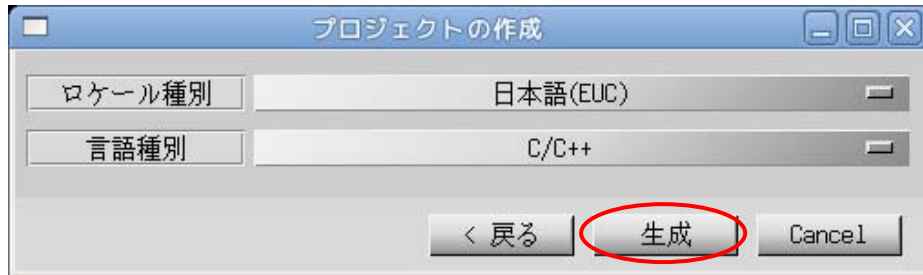 プロジェクトの作成
ロケール種別 日本語(EUC)
言語種別 C/C++
< 戻る 生成 Cancel